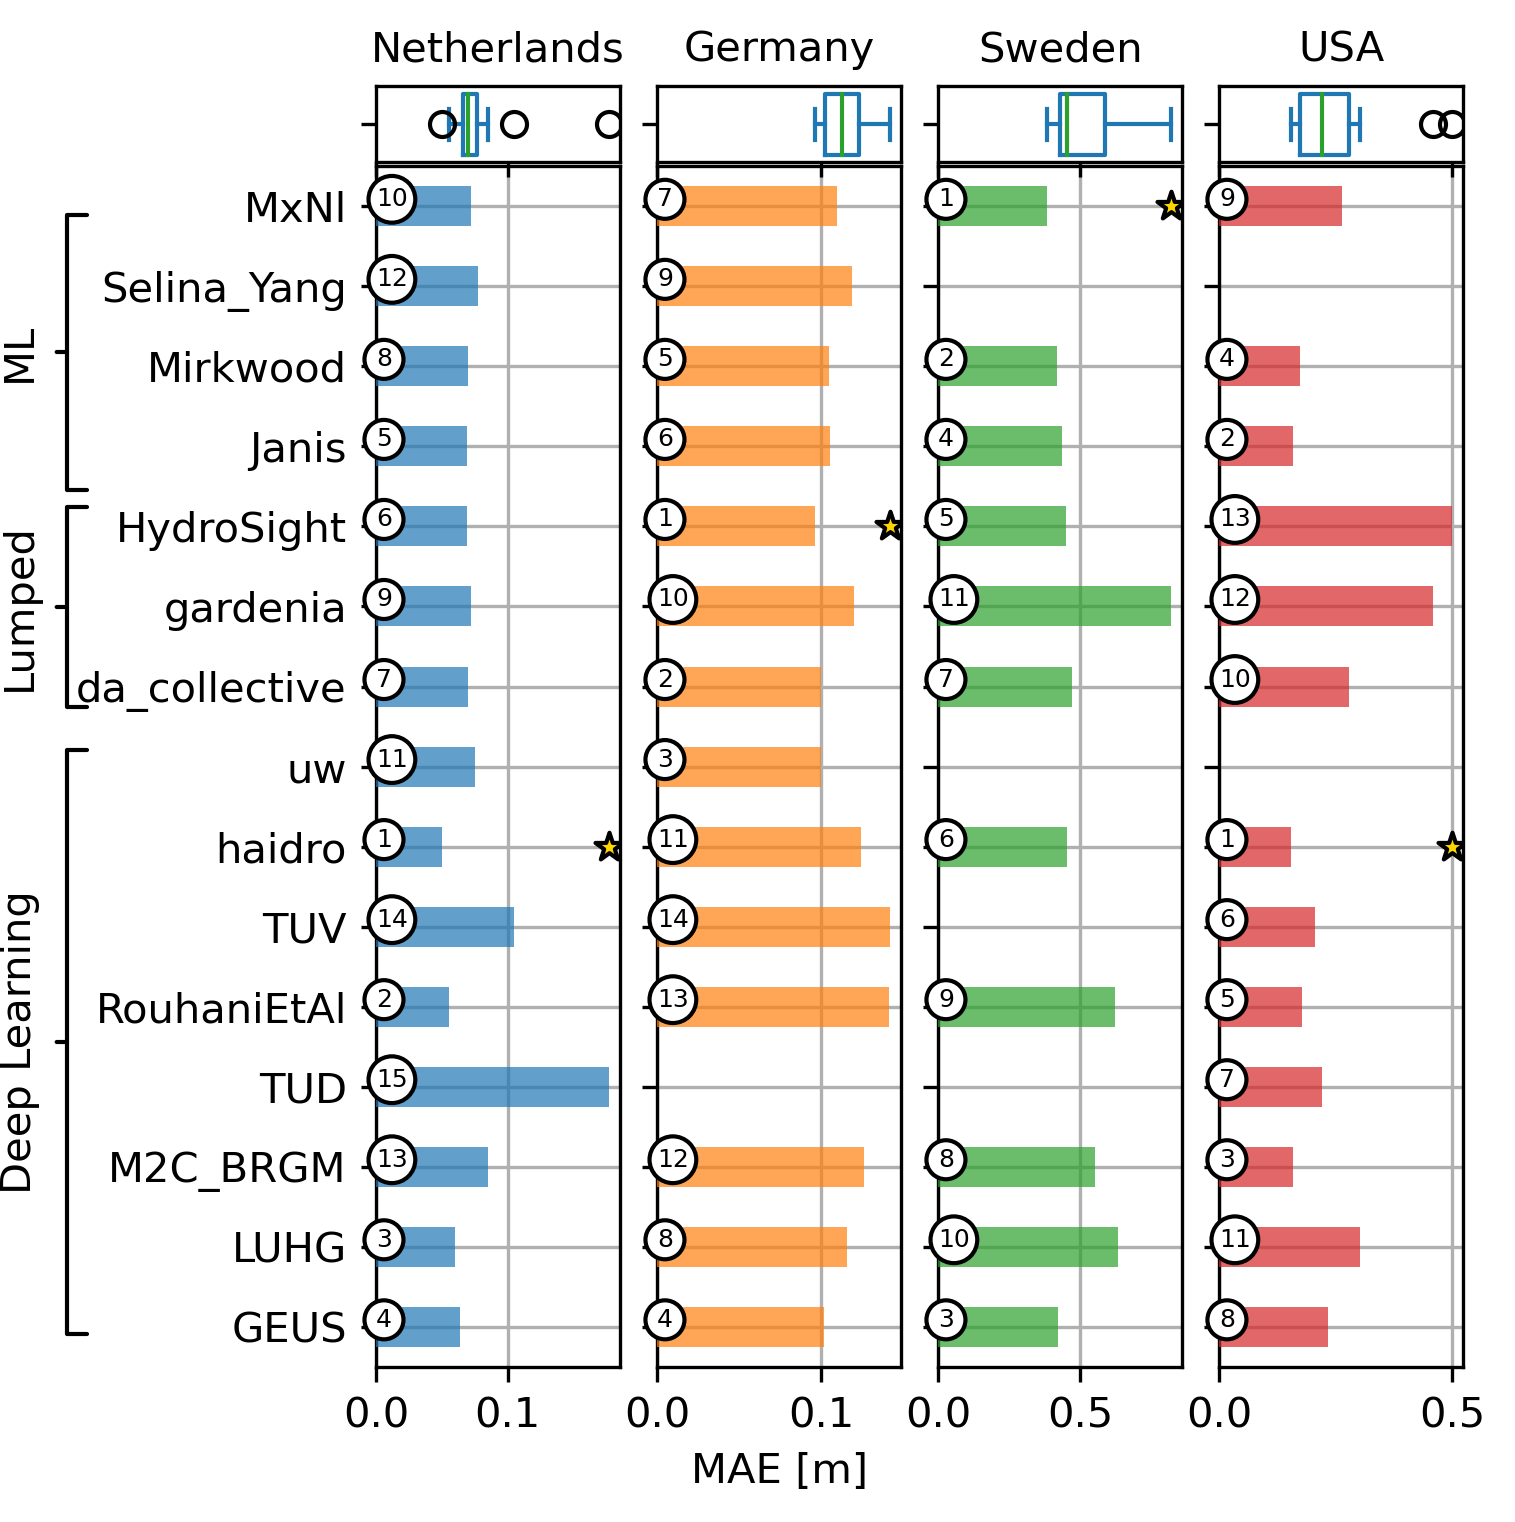 Netherlands Germany Sweden USA
MxNl 10 7 1 9
Selina_Yang 12 9
Mirkwood 8 5 2 4
Janis 5 6 4 2
HydroSight 6 1 5 13
gardenia 9 10 11 12
da_collective 7 2 7 10
uw 11 3
haidro 1 11 6 1
TUV 14 14 6
RouhaniEtAl 2 13 9 5
TUD 15 7
M2C_BRGM 13 12 8 3
LUHG 3 8 10 11
GEUS 4 4 3 8
ML
Lumped
Deep Learning
0.0 0.1 0.0 0.1 0.0 0.5 0.0 0.5
MAE [m]